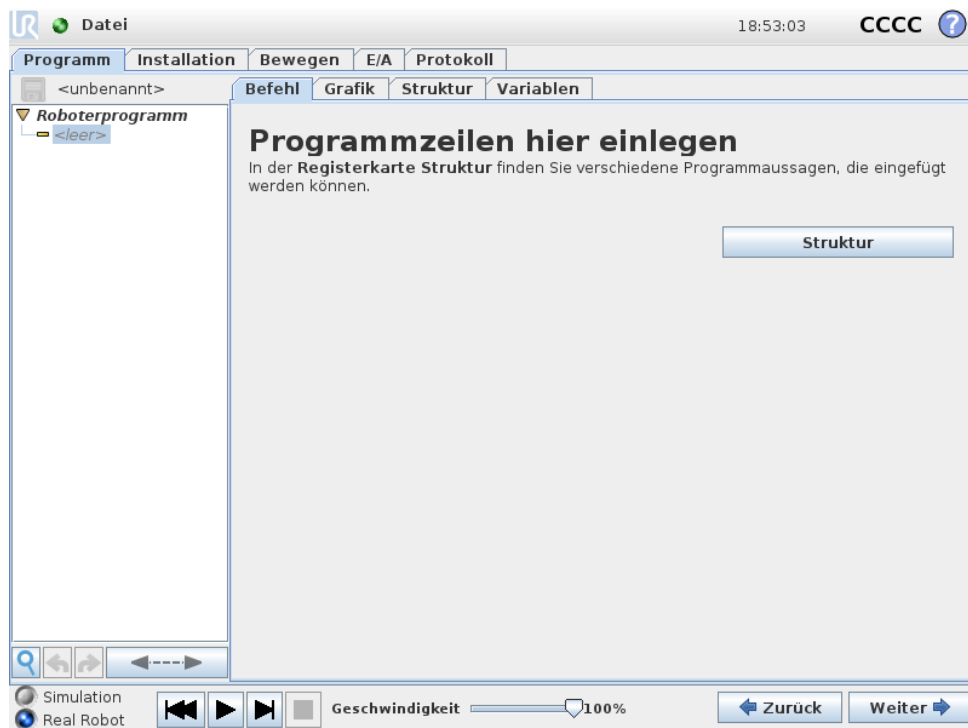 UR Datei 18:53:03 CCCC ?
Programm Installation Bewegen E/A Protokoll
<unbenannt> Befehl Grafik Struktur Variablen
Roboterprogramm
<leer>
Programmzeilen hier einlegen
In der Registerkarte Struktur finden Sie verschiedene Programmaussagen, die eingefügt
werden können.
Struktur
Simulation
Real Robot
Geschwindigkeit 100%
Zurück Weiter